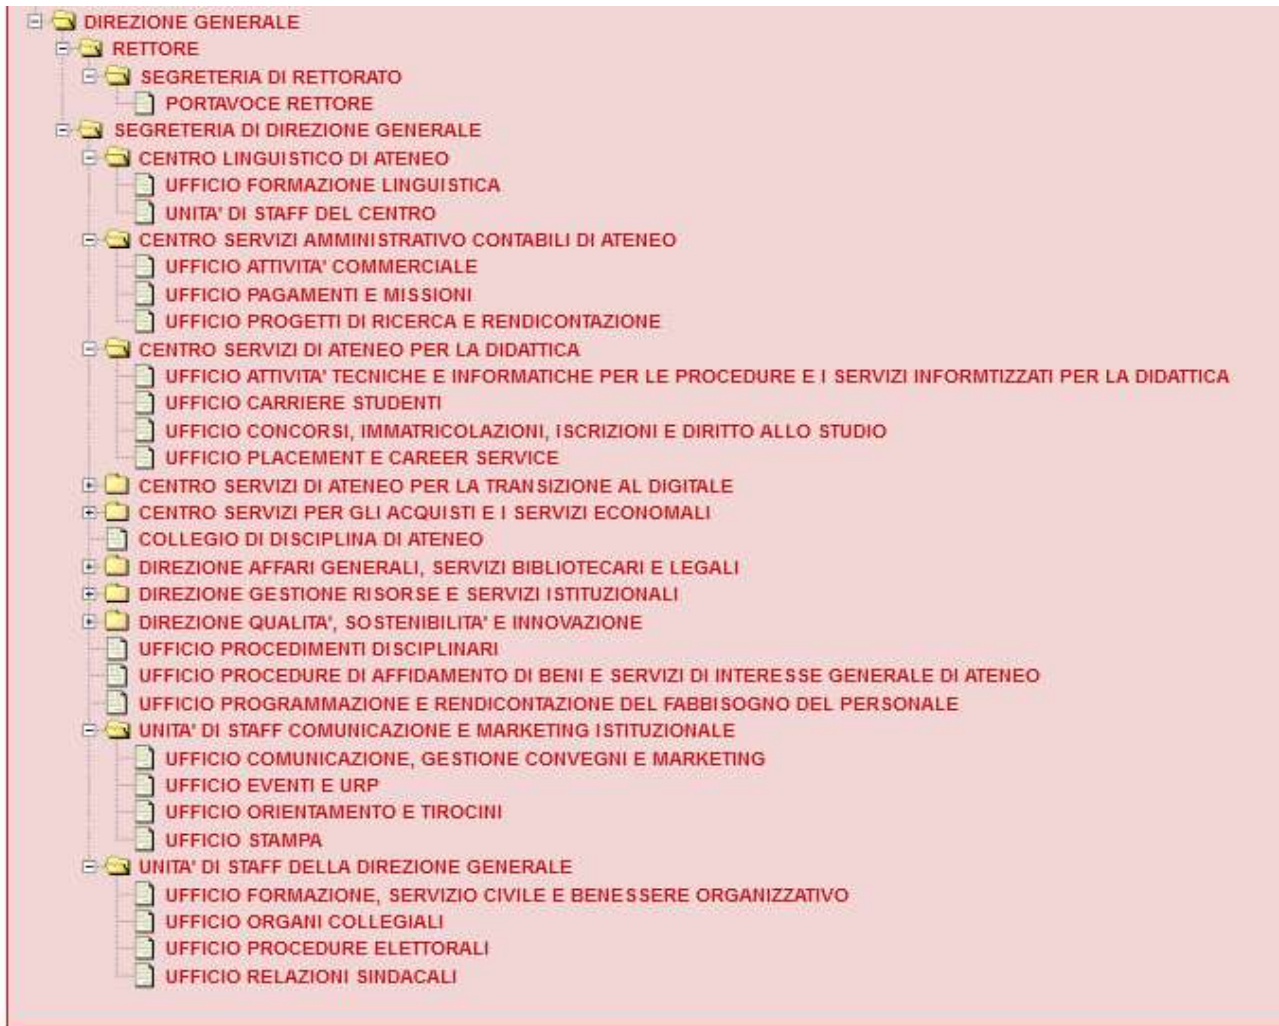 DIREZIONE GENERALE
RETTORE
SEGRETERIA DI RETTORATO
PORTAVOCE RETTORE
SEGRETERIA DI DIREZIONE GENERALE
CENTRO LINGUISTICO DI ATENEO
UFFICIO FORMAZIONE LINGUISTICA
UNITA' DI STAFF DEL CENTRO
CENTRO SERVIZI AMMINISTRATIVO CONTABILI DI ATENEO
UFFICIO ATTIVITA' COMMERCIALE
UFFICIO PAGAMENTI E MISSIONI
UFFICIO PROGETTI DI RICERCA E RENDICONTAZIONE
CENTRO SERVIZI DI ATENEO PER LA DIDATTICA
UFFICIO ATTIVITA' TECNICHE E INFORMATICHE PER LE PROCEDURE E I SERVIZI INFORMTIZZATI PER LA DIDATTICA
UFFICIO CARRIERE STUDENTI
UFFICIO CONCORSI, IMMATRICOLAZIONI, ISCRIZIONI E DIRITTO ALLO STUDIO
UFFICIO PLACEMENT E CAREER SERVICE
CENTRO SERVIZI DI ATENEO PER LA TRANSIZIONE AL DIGITALE
CENTRO SERVIZI PER GLI ACQUISTI E I SERVIZI ECONOMALI
COLLEGIO DI DISCIPLINA DI ATENEO
DIREZIONE AFFARI GENERALI, SERVIZI BIBLIOTECARI E LEGALI
DIREZIONE GESTIONE RISORSE E SERVIZI ISTITUZIONALI
DIREZIONE QUALITA', SOSTENIBILITA' E INNOVAZIONE
UFFICIO PROCEDIMENTI DISCIPLINARI
UFFICIO PROCEDURE DI AFFIDAMENTO DI BENI E SERVIZI DI INTERESSE GENERALE DI ATENEO
UFFICIO PROGRAMMAZIONE E RENDICONTAZIONE DEL FABBISOGNO DEL PERSONALE
UNITA' DI STAFF COMUNICAZIONE E MARKETING ISTITUZIONALE
UFFICIO COMUNICAZIONE, GESTIONE CONVEGNI E MARKETING
UFFICIO EVENTI E URP
UFFICIO ORIENTAMENTO E TIROCINI
UFFICIO STAMPA
UNITA' DI STAFF DELLA DIREZIONE GENERALE
UFFICIO FORMAZIONE, SERVIZIO CIVILE E BENESSERE ORGANIZZATIVO
UFFICIO ORGANI COLLEGIALI
UFFICIO PROCEDURE ELETTORALI
UFFICIO RELAZIONI SINDACALI